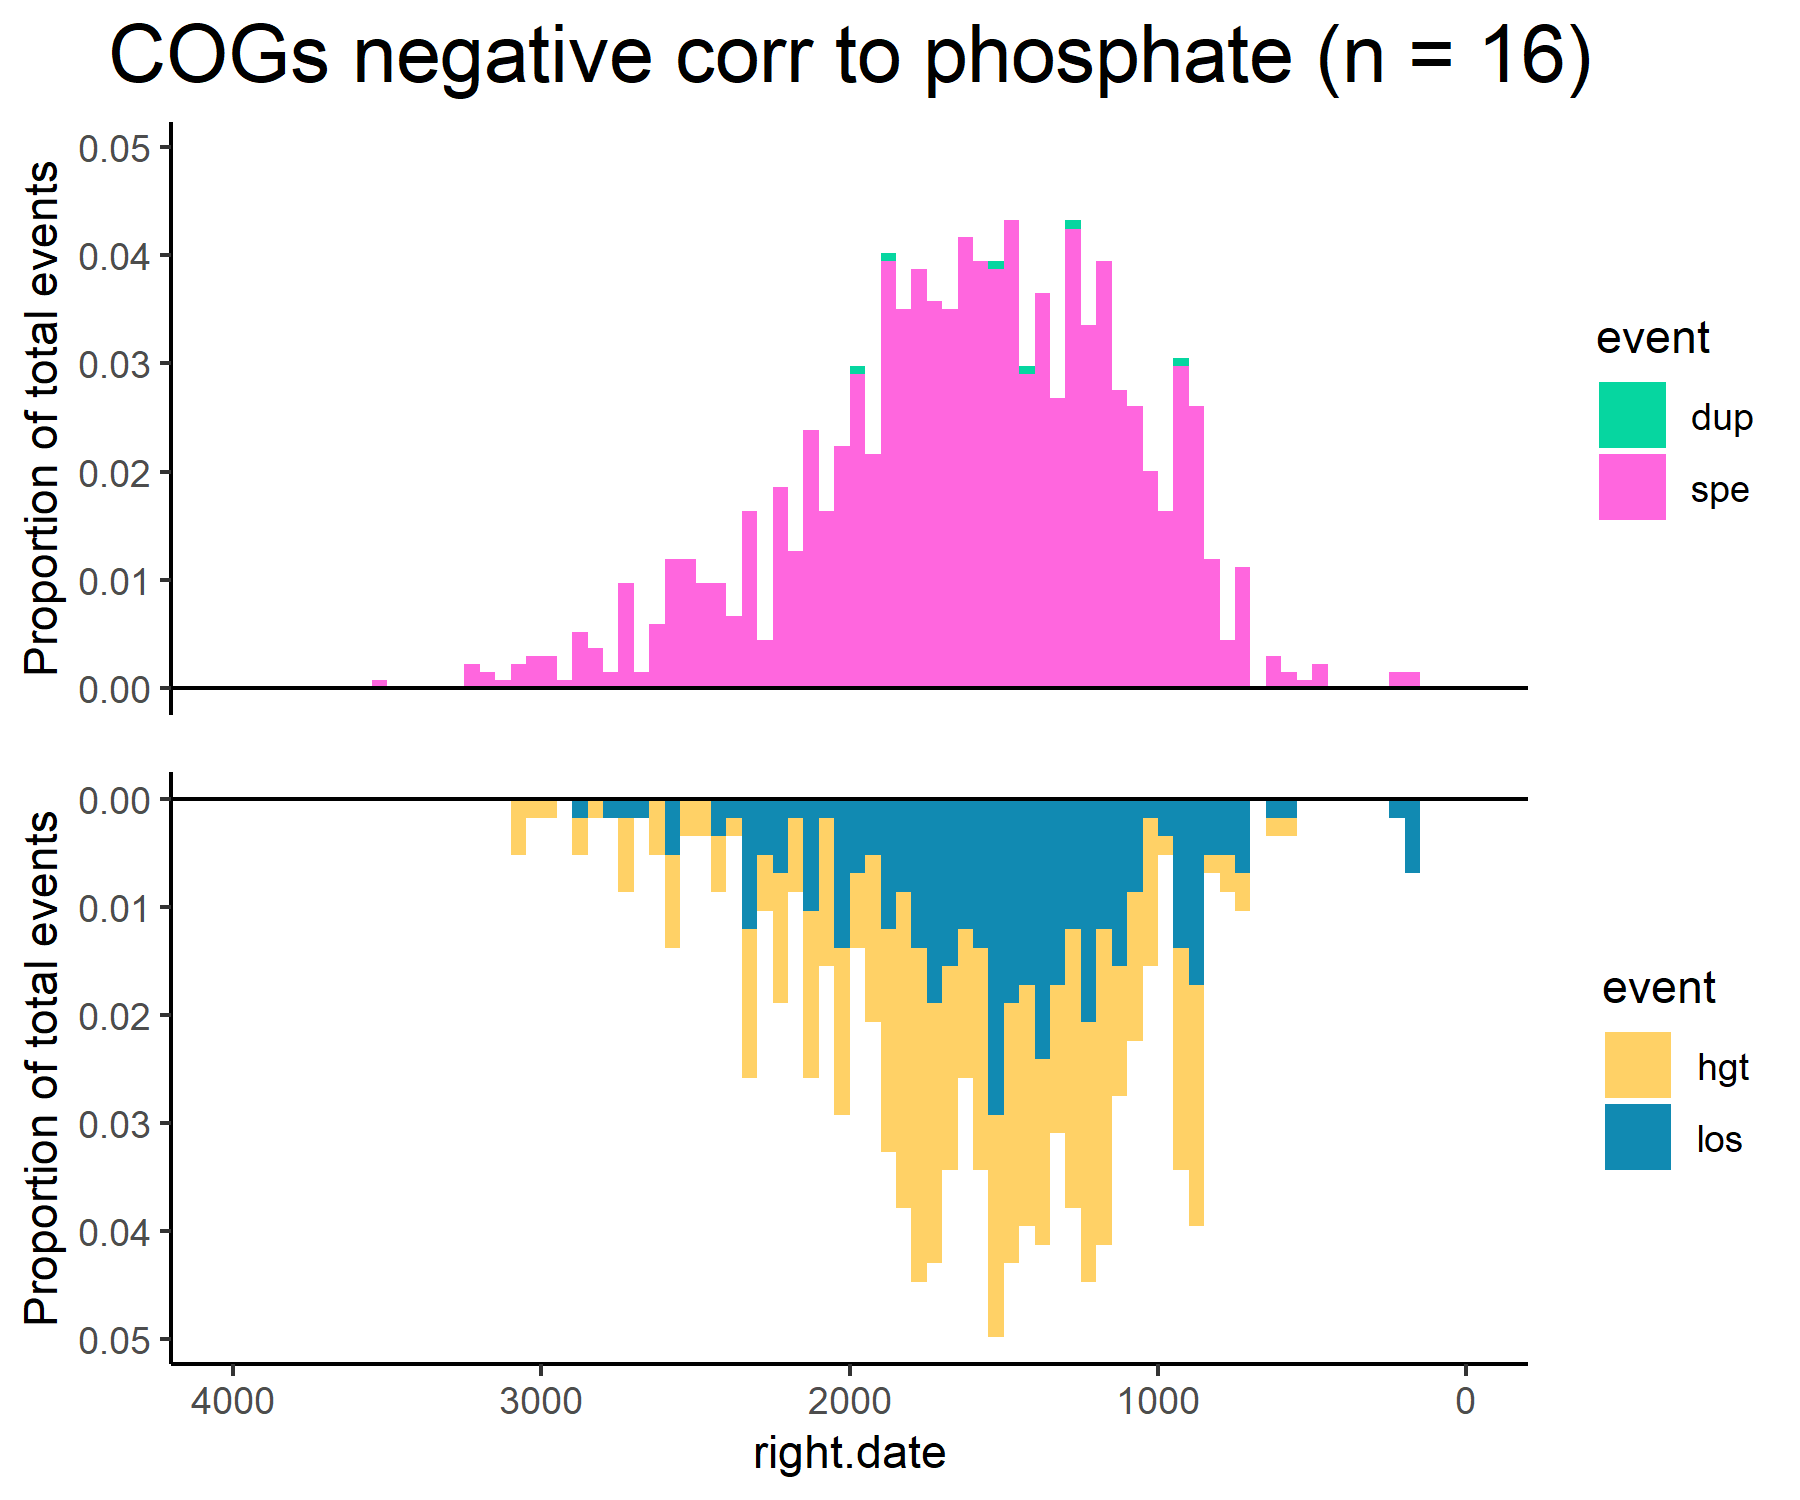 COGs negative corr to phosphate (n = 16)
Proportion of total events
0.05
0.04
0.03
0.02
0.01
0.00
event
dup
spe
Proportion of total events
0.00
0.01
0.02
0.03
0.04
0.05
event
hgt
los
4000
3000
2000
1000
0
right.date